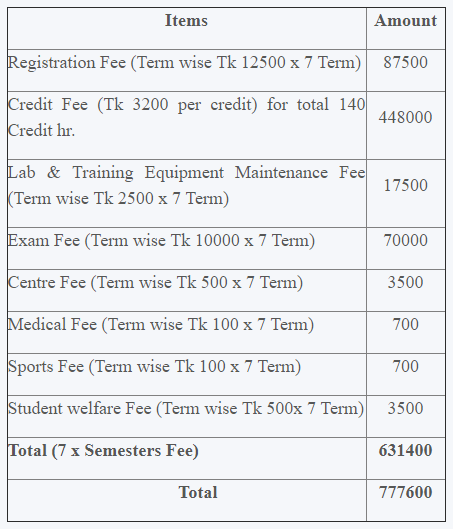 Items Amount
Registration Fee (Term wise Tk 12500 x 7 Term) 87500
Credit Fee (Tk 3200 per credit) for total 140
Credit hr.
448000
Lab & Training Equipment Maintenance Fee
(Term wise Tk 2500 x 7 Term)
17500
Exam Fee (Term wise Tk 10000 x 7 Term) 70000
Centre Fee (Term wise Tk 500 x 7 Term) 3500
Medical Fee (Term wise Tk 100 x 7 Term) 700
Sports Fee (Term wise Tk 100 x 7 Term) 700
Student welfare Fee (Term wise Tk 500x 7 Term) 3500
Total (7 x Semesters Fee) 631400
Total 777600